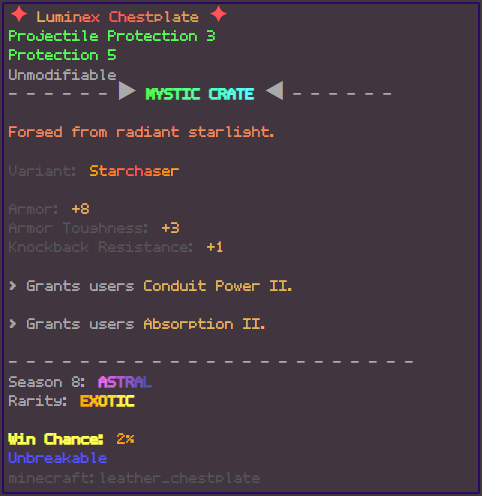 ✦ Luminex Chestplate ✦
Projectile Protection 3
Protection 5
Unmodifiable
- - - - - - ▶ MYSTIC CRATE ◀ - - - - - -
Forged from radiant starlight.
Variant: Starchaser
Armor: +8
Armor Toughness: +3
Knockback Resistance: +1
> Grants users Conduit Power II.
> Grants users Absorption II.
- - - - - - - - - - - - - - - - - - - - - - -
Season 8: ASTRAL
Rarity: EXOTIC
Win Chance: 2%
Unbreakable
minecraft:leather_chestplate